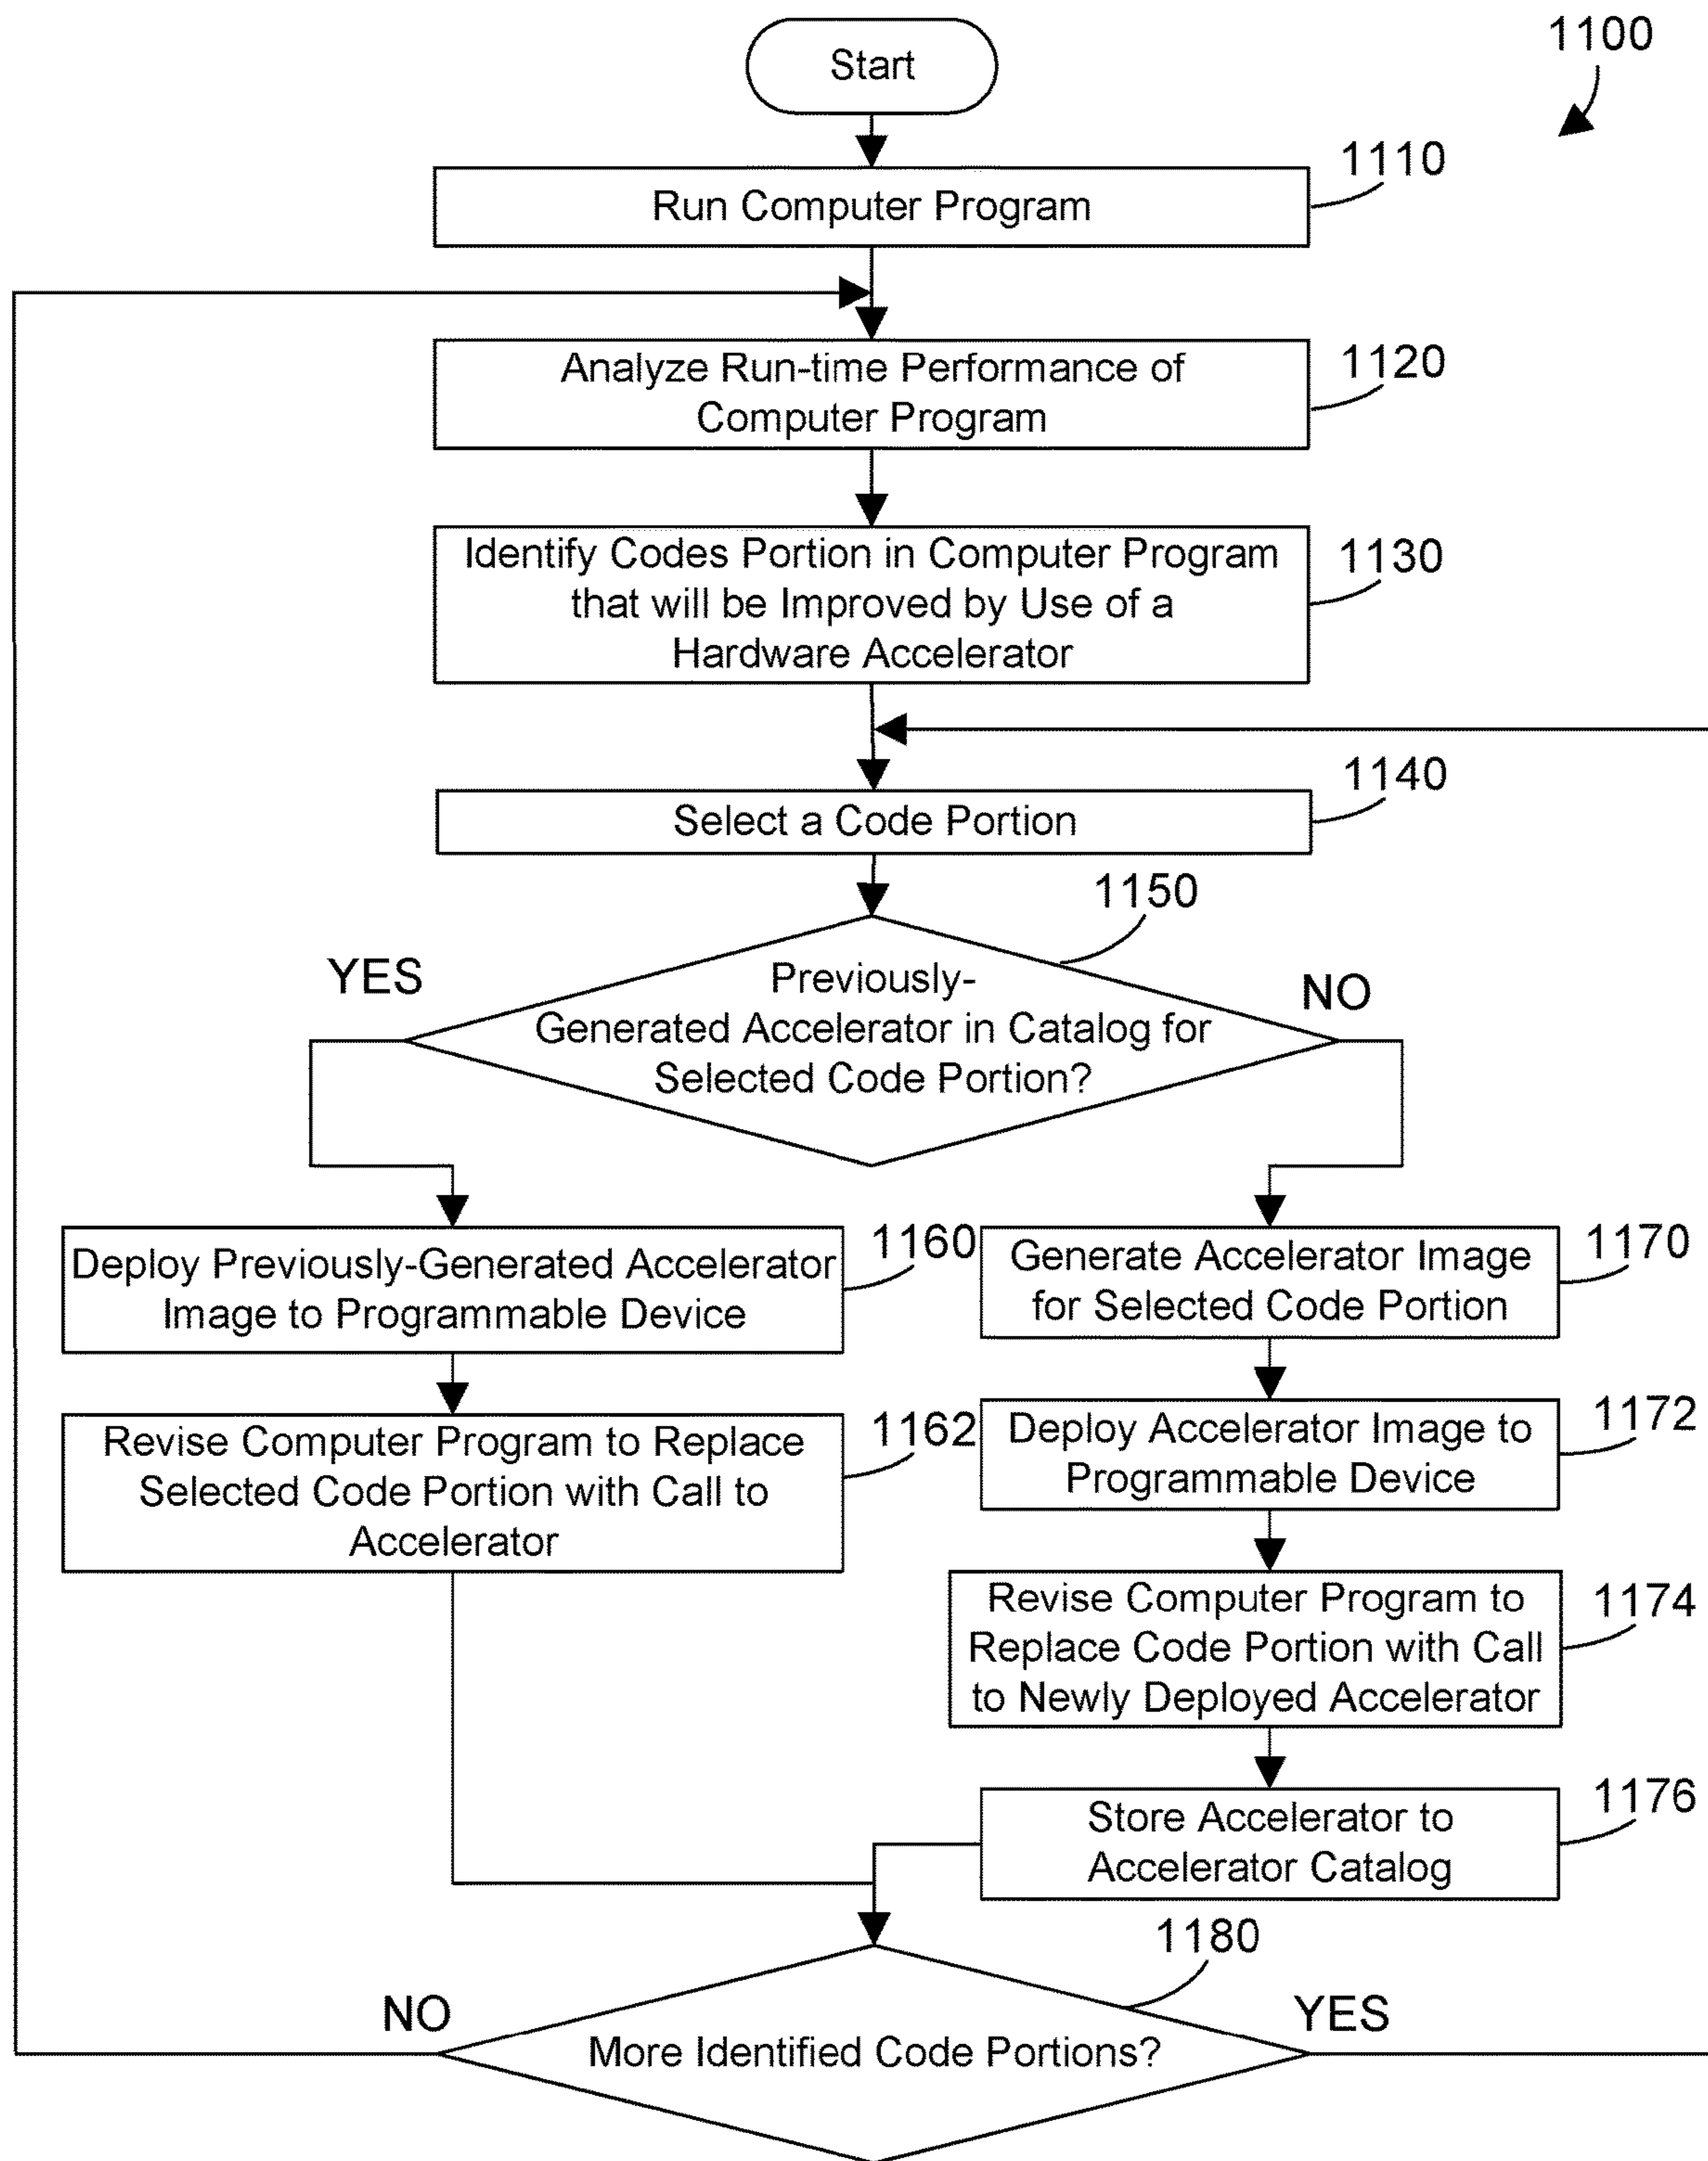 1100
Start
1110
Run Computer Program
1120
Analyze Run-time Performance of
Computer Program
1130
Identify Codes Portion in Computer Program
that will be Improved by Use of a
Hardware Accelerator
1140
Select a Code Portion
1150
YES
NO
Previously-
Generated Accelerator in Catalog for
Selected Code Portion?
1160
Deploy Previously-Generated Accelerator
Image to Programmable Device
1162
Revise Computer Program to Replace
Selected Code Portion with Call to
Accelerator
1170
Generate Accelerator Image
for Selected Code Portion
1172
Deploy Accelerator Image to
Programmable Device
1174
Revise Computer Program to
Replace Code Portion with Call
to Newly Deployed Accelerator
1176
Store Accelerator to
Accelerator Catalog
1180
NO
YES
More Identified Code Portions?